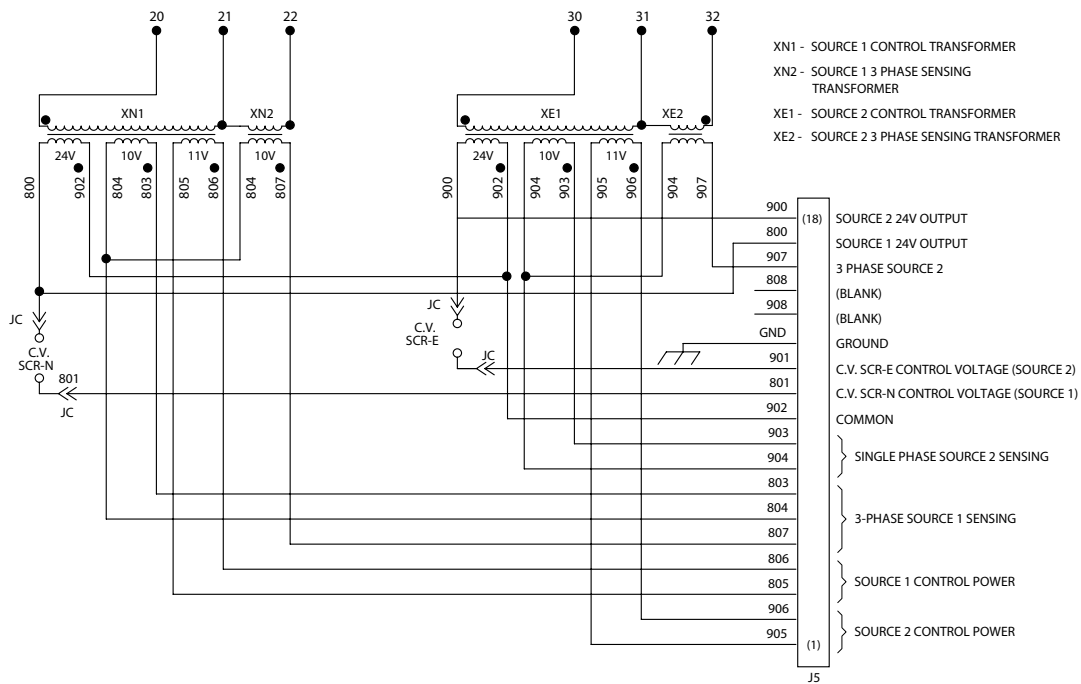 20
21
22
30
31
32
XN1 - SOURCE 1 CONTROL TRANSFORMER
XN2 - SOURCE 1 3 PHASE SENSING
TRANSFORMER
XE1 - SOURCE 2 CONTROL TRANSFORMER
XE2 - SOURCE 2 3 PHASE SENSING TRANSFORMER
XN1
XN2
XE1
XE2
24V
10V
11V
10V
24V
10V
11V
800
902
804
803
805
806
804
807
900
902
904
903
905
906
904
907
900
(18)
SOURCE 2 24V OUTPUT
800
SOURCE 1 24V OUTPUT
907
3 PHASE SOURCE 2
808
(BLANK)
908
(BLANK)
GND
GROUND
901
C.V. SCR-E CONTROL VOLTAGE (SOURCE 2)
801
C.V. SCR-N CONTROL VOLTAGE (SOURCE 1)
902
COMMON
903
904
SINGLE PHASE SOURCE 2 SENSING
803
804
3-PHASE SOURCE 1 SENSING
807
806
805
SOURCE 1 CONTROL POWER
906
905
SOURCE 2 CONTROL POWER
(1)
J5
JC
C.V.
SCR-N
801
JC
JC
C.V.
SCR-E
JC